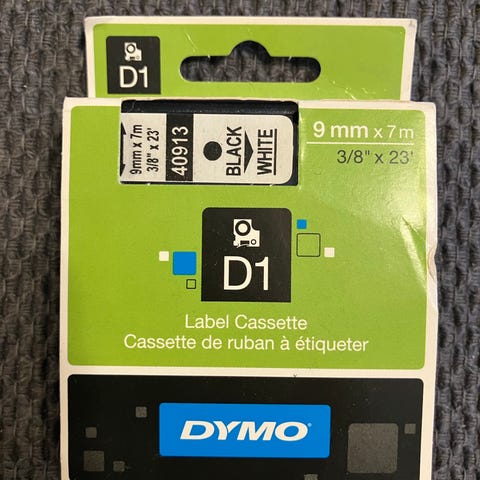 D1
9mm x 7m
3/8" x 23'
40913
BLACK
WHITE
9 mm x 7m
3/8" x 23'
D1
Label Cassette
Cassette de ruban à étiqueter
DYMO